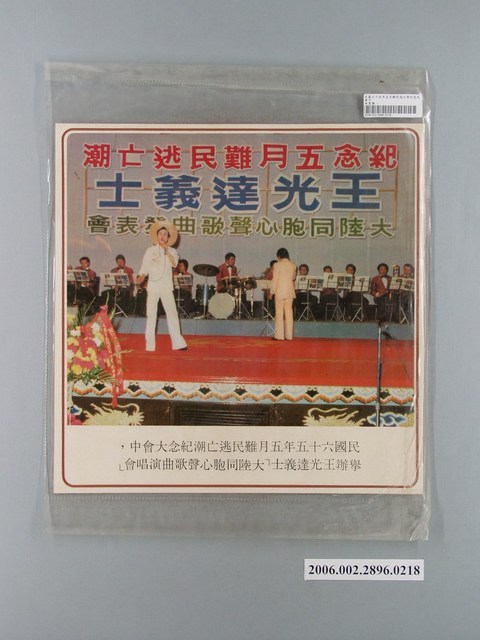 紀念五月難民逃亡潮
王光達義士
大陸同胞心聲歌曲發表會
民國六十五年五月難民逃亡潮紀念大會中，
舉辦王光達義士「大陸同胞心聲歌曲演唱會」
2006.002.2896.0218